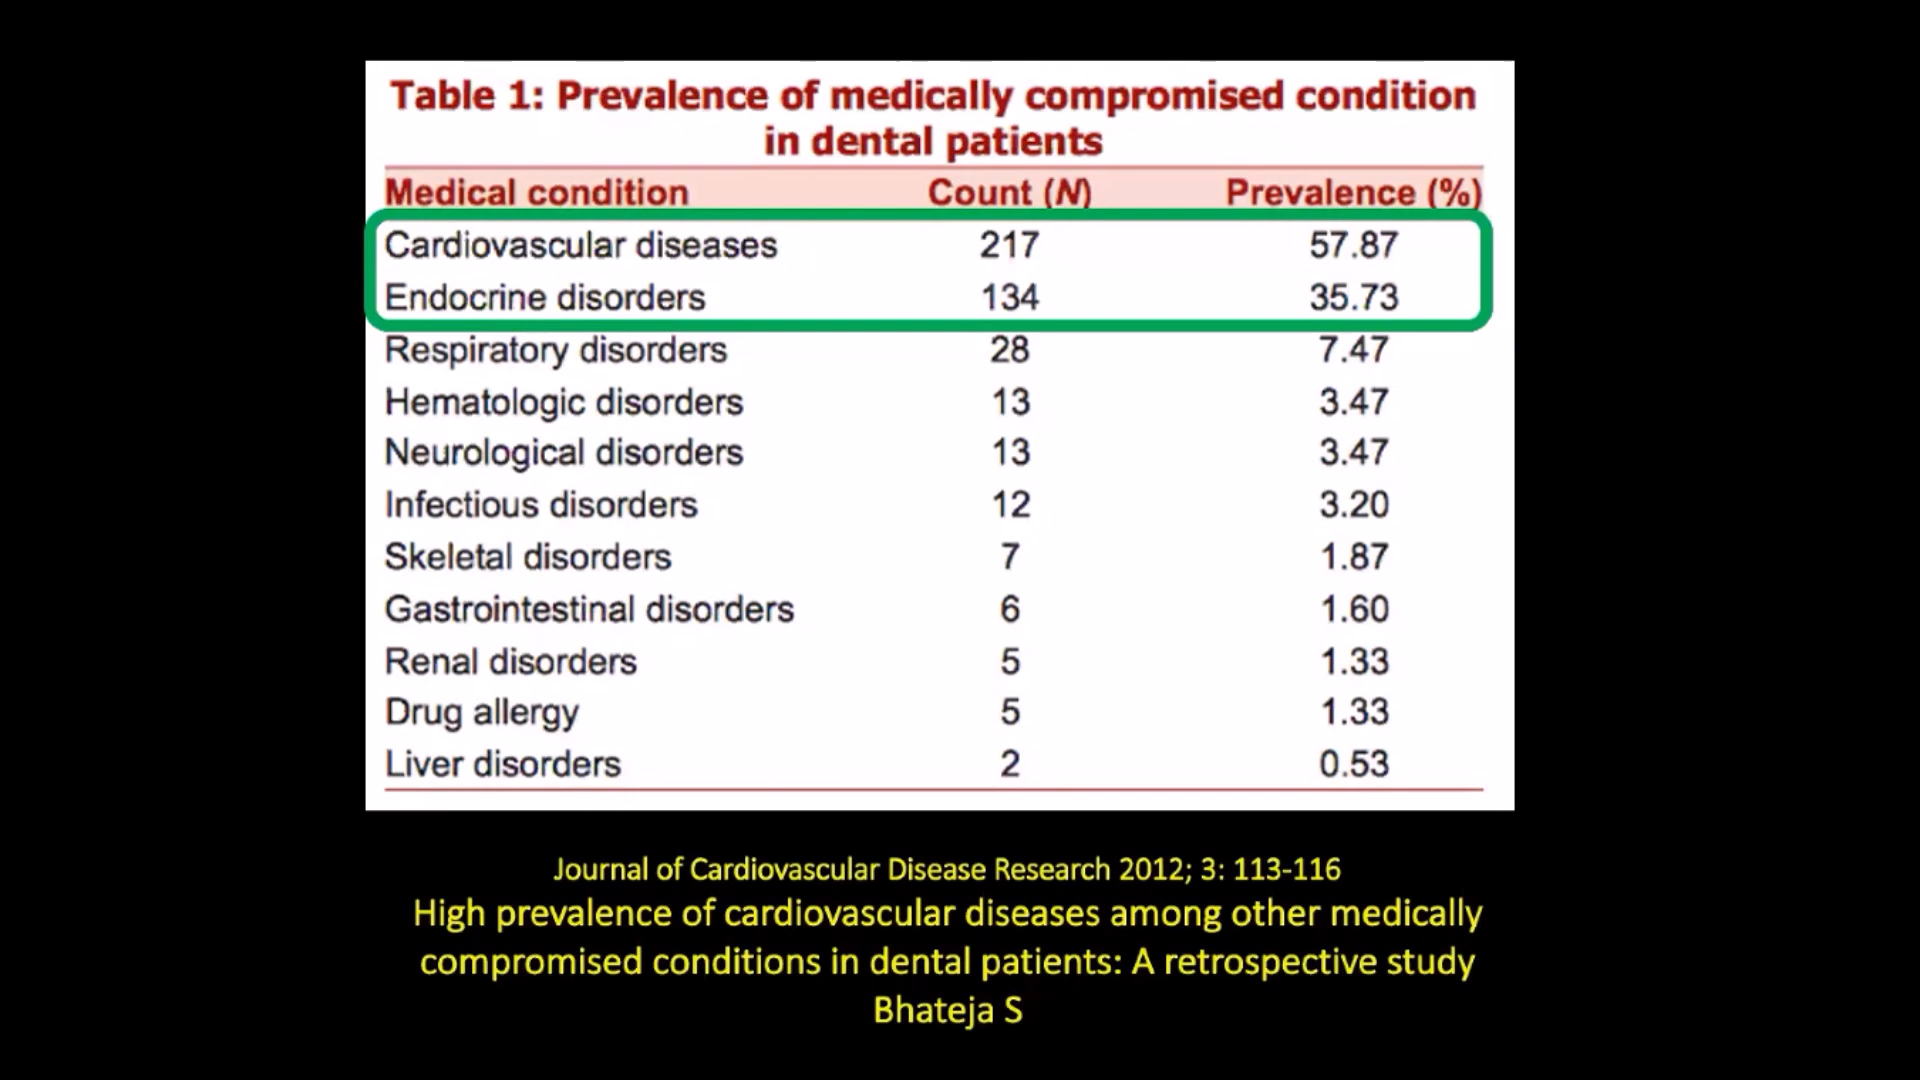 Table 1: Prevalence of medically compromised condition
in dental patients
Medical condition Count (N) Prevalence (%)
Cardiovascular diseases 217 57.87
Endocrine disorders 134 35.73
Respiratory disorders 28 7.47
Hematologic disorders 13 3.47
Neurological disorders 13 3.47
Infectious disorders 12 3.20
Skeletal disorders 7 1.87
Gastrointestinal disorders 6 1.60
Renal disorders 5 1.33
Drug allergy 5 1.33
Liver disorders 2 0.53
Journal of Cardiovascular Disease Research 2012; 3: 113-116
High prevalence of cardiovascular diseases among other medically
compromised conditions in dental patients: A retrospective study
Bhateja S